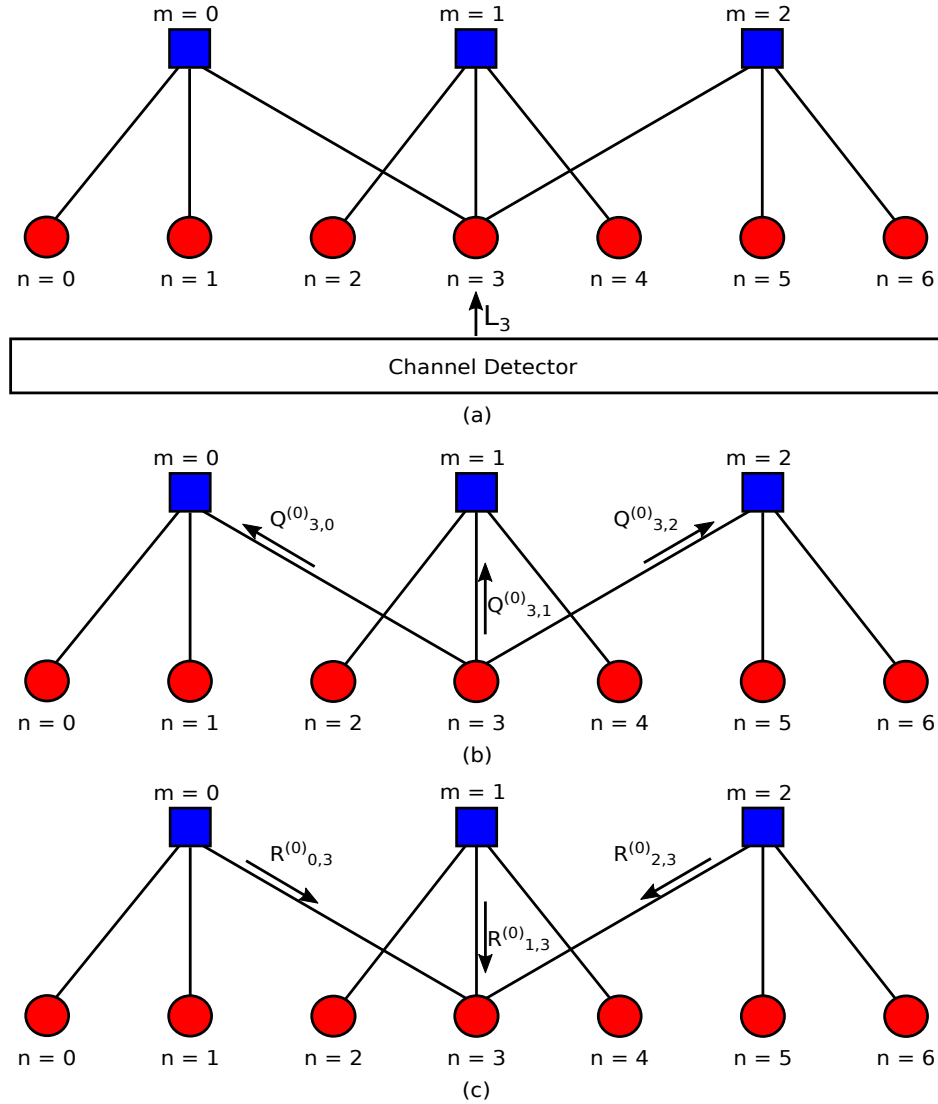 m = 0 m = 1 m = 2
n = 0 n = 1 n = 2 n = 3 n = 4 n = 5 n = 6
L₃
Channel Detector
(a)
m = 0 m = 1 m = 2
Q⁽⁰⁾₃,₀ Q⁽⁰⁾₃,₂
Q⁽⁰⁾₃,₁
n = 0 n = 1 n = 2 n = 3 n = 4 n = 5 n = 6
(b)
m = 0 m = 1 m = 2
R⁽⁰⁾₀,₃ R⁽⁰⁾₂,₃
R⁽⁰⁾₁,₃
n = 0 n = 1 n = 2 n = 3 n = 4 n = 5 n = 6
(c)